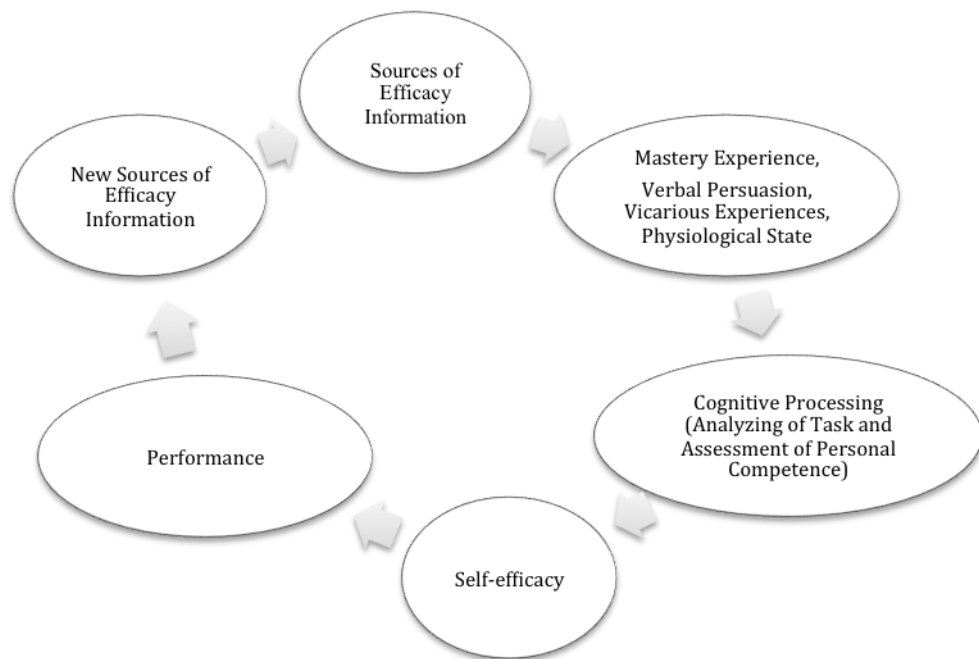 Sources of
Efficacy
Information
Mastery Experience,
Verbal Persuasion,
Vicarious Experiences,
Physiological State
Cognitive Processing
(Analyzing of Task and
Assessment of Personal
Competence)
Self-efficacy
Performance
New Sources of
Efficacy
Information